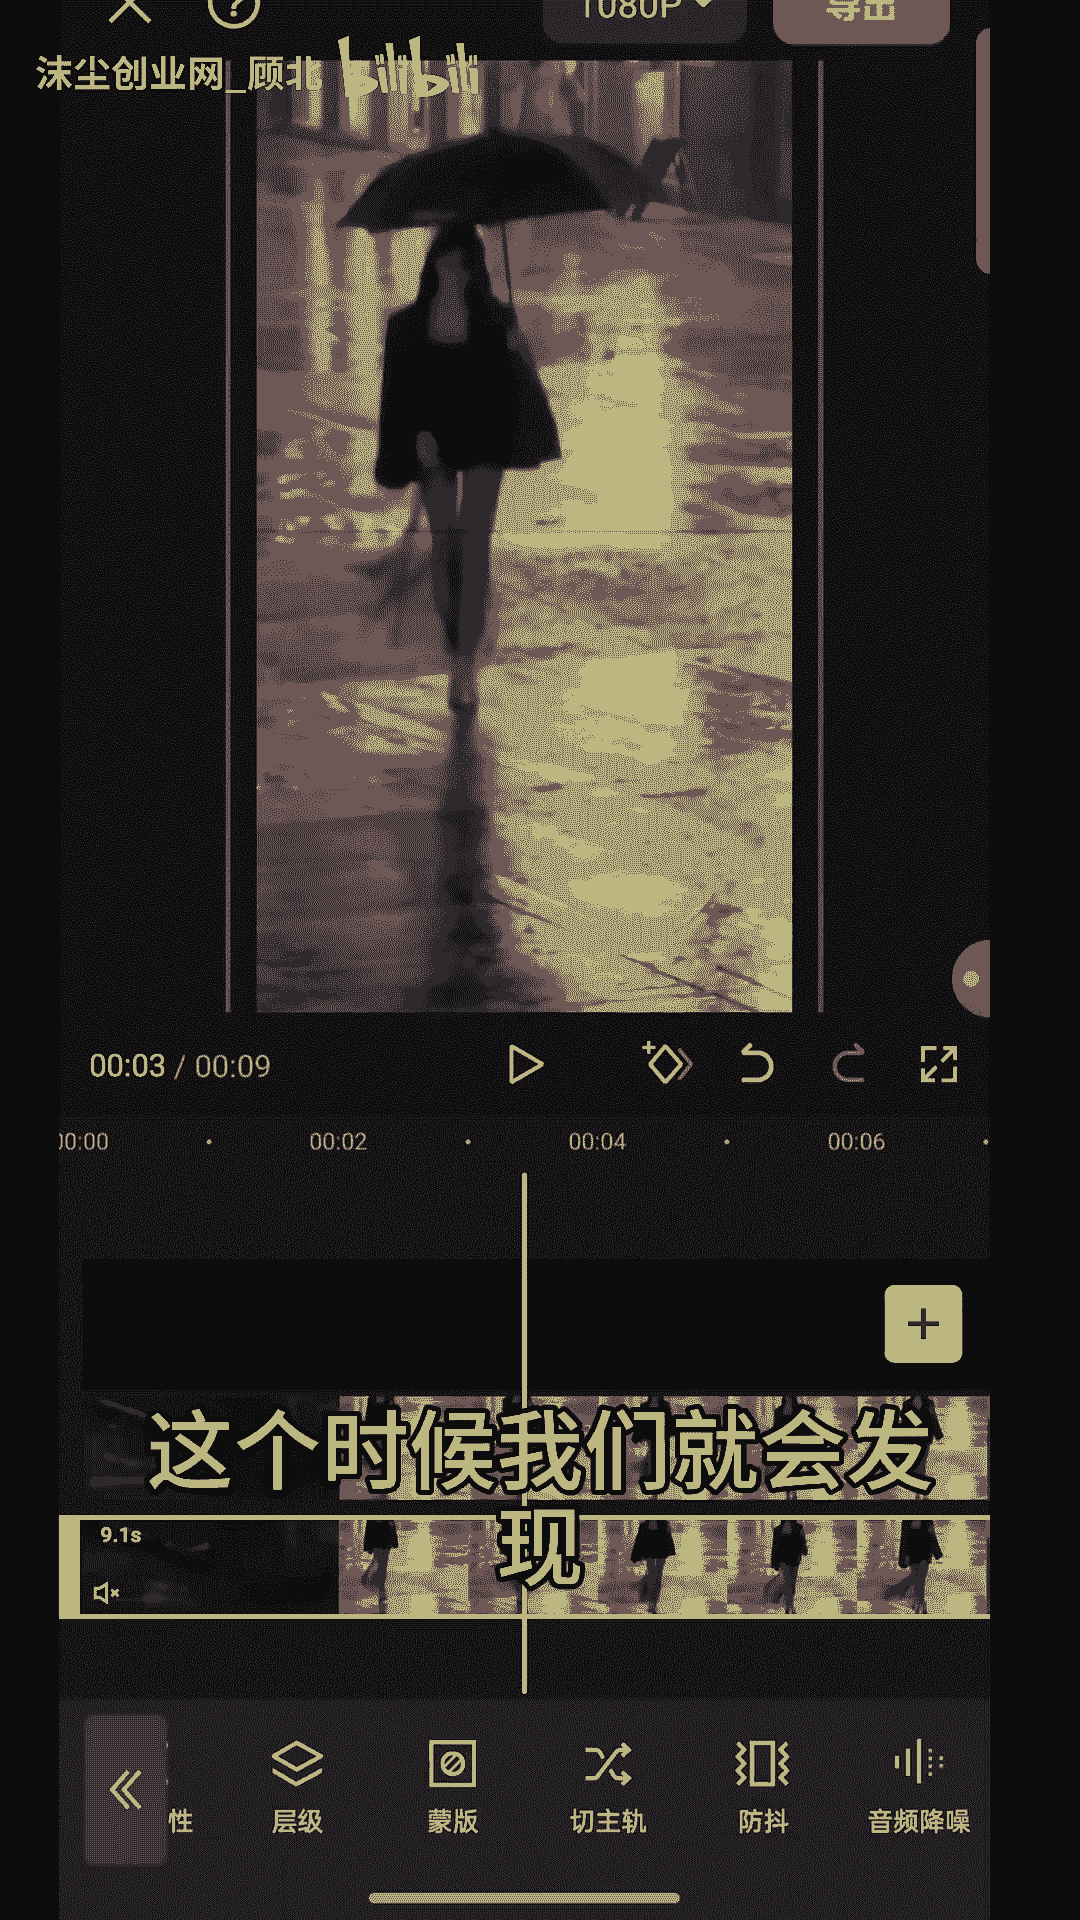 1080P 导出
沫尘创业网_顾北 bilibili
00:03 / 00:09
00:00 00:02 00:04 00:06
这个时候我们就会发
现
9.1s
性 层级 蒙版 切主轨 防抖 音频降噪